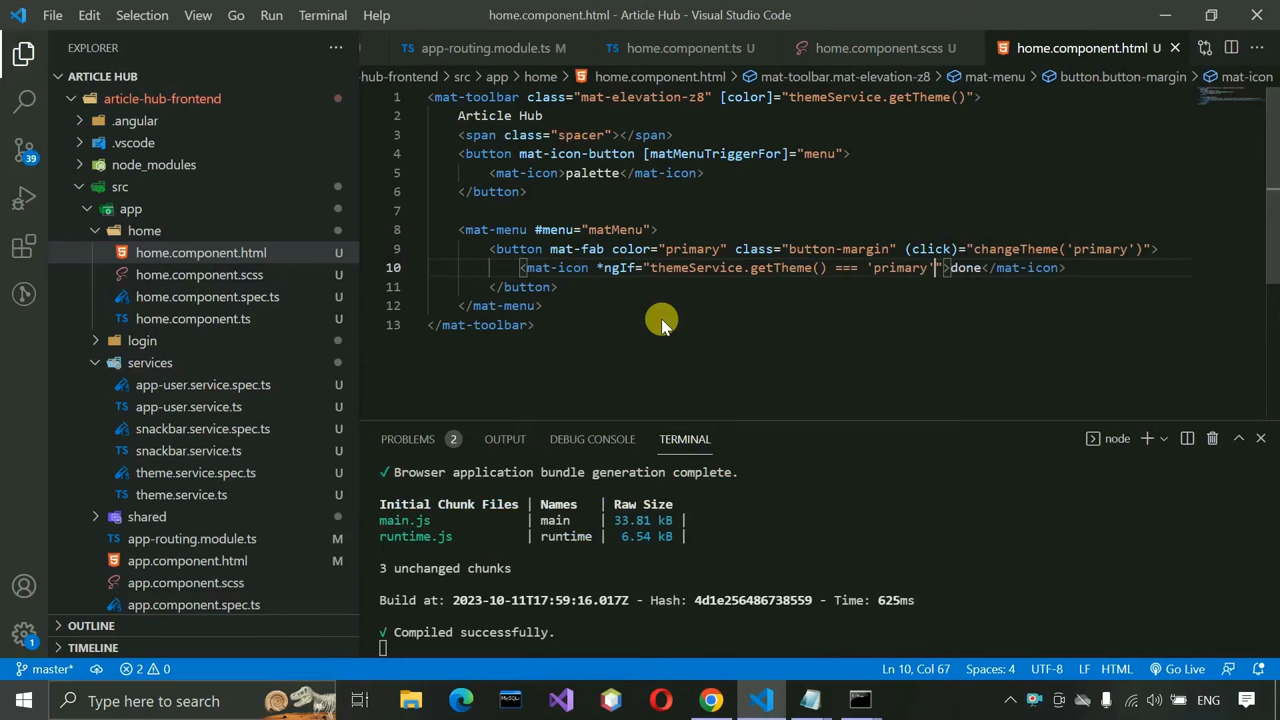 File Edit Selection View Go Run Terminal Help home.component.html - Article Hub - Visual Studio Code
EXPLORER
ARTICLE HUB
article-hub-frontend
.angular
.vscode
node_modules
src
app
home
home.component.html U
home.component.scss U
home.component.spec.ts U
home.component.ts U
login
services
app-user.service.spec.ts U
app-user.service.ts U
snackbar.service.spec.ts U
snackbar.service.ts U
theme.service.spec.ts U
theme.service.ts U
shared
app-routing.module.ts M
app.component.html M
app.component.scss
app.component.spec.ts
OUTLINE
TIMELINE
39
1
app-routing.module.ts M home.component.ts U home.component.scss U home.component.html U
-hub-frontend > src > app > home > home.component.html > mat-toolbar.mat-elevation-z8 > mat-menu > button.button-margin > mat-icon
1 <mat-toolbar class="mat-elevation-z8" [color]="themeService.getTheme()">
2 Article Hub
3 <span class="spacer"></span>
4 <button mat-icon-button [matMenuTriggerFor]="menu">
5 <mat-icon>palette</mat-icon>
6 </button>
7
8 <mat-menu #menu="matMenu">
9 <button mat-fab color="primary" class="button-margin" (click)="changeTheme('primary')">
10 <mat-icon *ngIf="themeService.getTheme() === 'primary'">done</mat-icon>
11 </button>
12 </mat-menu>
13 </mat-toolbar>
PROBLEMS 2 OUTPUT DEBUG CONSOLE TERMINAL node
√ Browser application bundle generation complete.
Initial Chunk Files | Names | Raw Size
main.js | main | 33.81 kB |
runtime.js | runtime | 6.54 kB |
3 unchanged chunks
Build at: 2023-10-11T17:59:16.017Z - Hash: 4d1e256486738559 - Time: 625ms
√ Compiled successfully.
master* 2 0 Ln 10, Col 67 Spaces: 4 UTF-8 LF HTML Go Live
Type here to search MySQL ENG